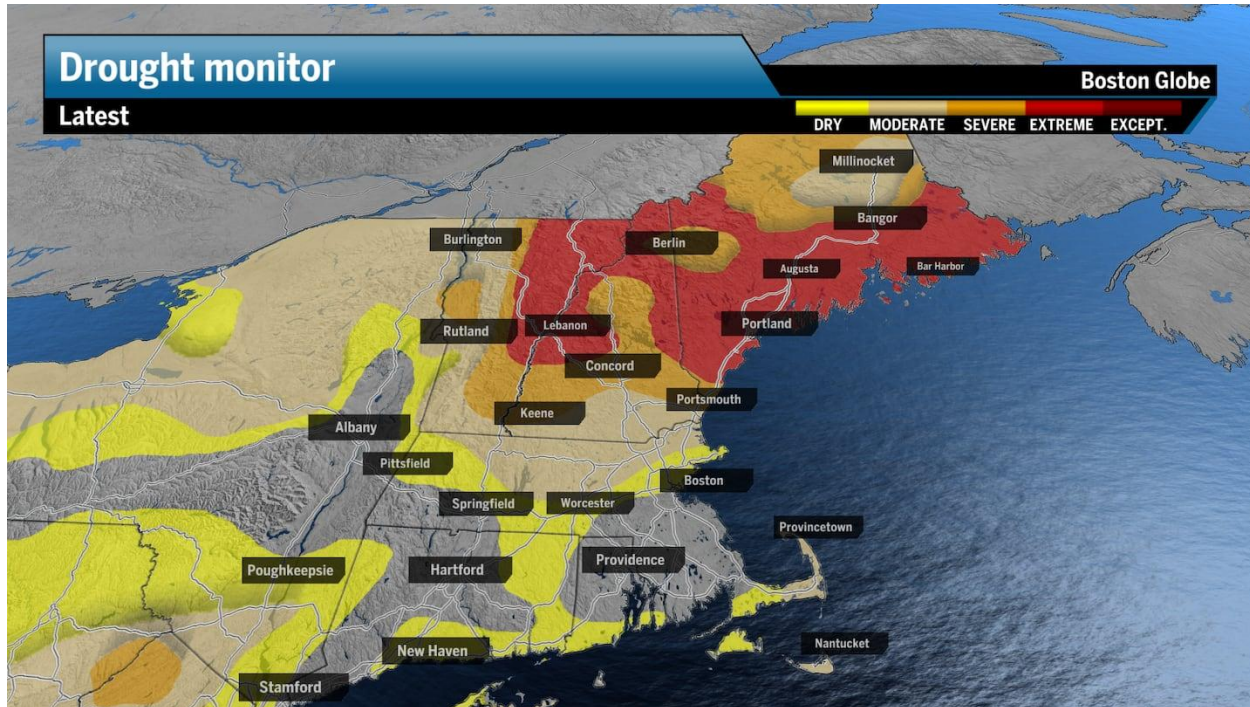 Drought monitor
Boston Globe
Latest
DRY MODERATE SEVERE EXTREME EXCEPT.
Millinocket
Bangor
Burlington
Berlin
Augusta
Bar Harbor
Rutland
Lebanon
Portland
Concord
Portsmouth
Keene
Albany
Pittsfield
Boston
Springfield
Worcester
Provincetown
Poughkeepsie
Hartford
Providence
New Haven
Nantucket
Stamford